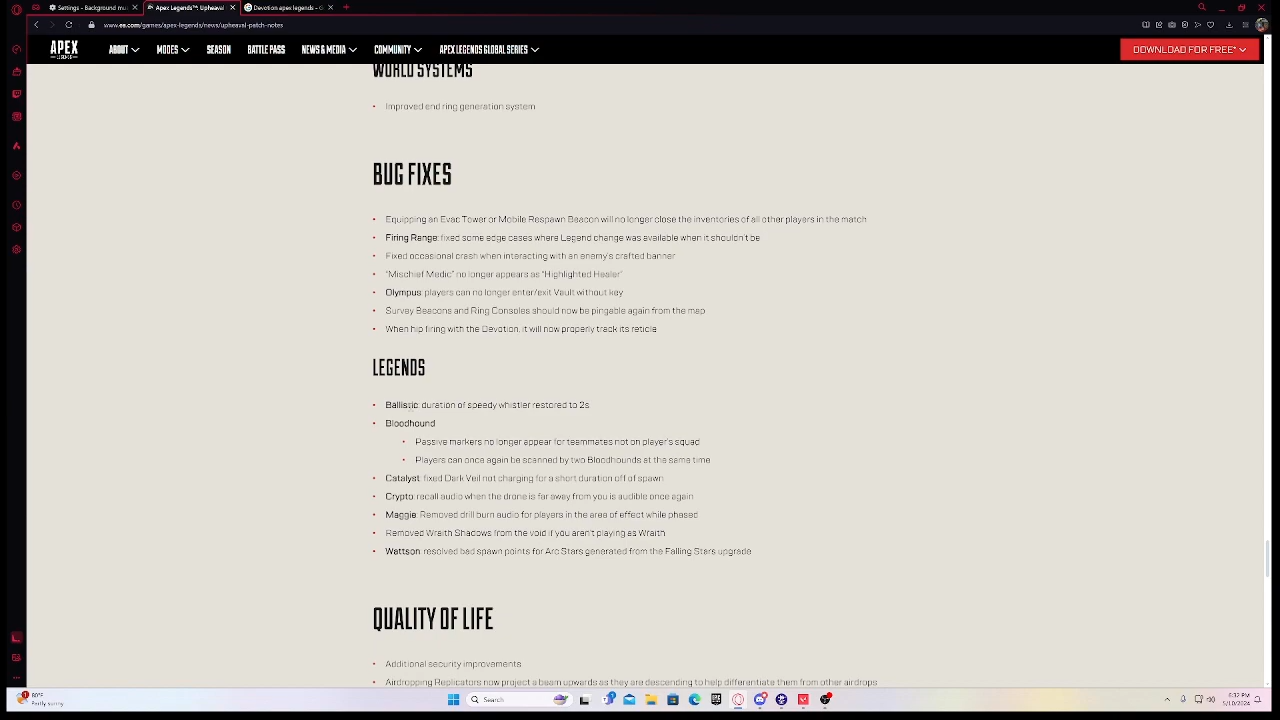 Settings - Background mu
Apex Legends™: Upheaval
Devotion apex legends - G
www.ea.com/games/apex-legends/news/upheaval-patch-notes
APEX
LEGENDS
ABOUT
MODES
SEASON
BATTLE PASS
NEWS & MEDIA
COMMUNITY
APEX LEGENDS GLOBAL SERIES
DOWNLOAD FOR FREE*
WORLD SYSTEMS
• Improved end ring generation system
BUG FIXES
• Equipping an Evac Tower or Mobile Respawn Beacon will no longer close the inventories of all other players in the match
• Firing Range: fixed some edge cases where Legend change was available when it shouldn't be
• Fixed occasional crash when interacting with an enemy's crafted banner
• "Mischief Medic" no longer appears as "Highlighted Healer"
• Olympus: players can no longer enter/exit Vault without key
• Survey Beacons and Ring Consoles should now be pingable again from the map
• When hip firing with the Devotion, it will now properly track its reticle
LEGENDS
• Ballistic: duration of speedy whistler restored to 2s
• Bloodhound
• Passive markers no longer appear for teammates not on player's squad
• Players can once again be scanned by two Bloodhounds at the same time
• Catalyst: fixed Dark Veil not charging for a short duration off of spawn
• Crypto: recall audio when the drone is far away from you is audible once again
• Maggie: Removed drill burn audio for players in the area of effect while phased
• Removed Wraith Shadows from the void if you aren't playing as Wraith
• Wattson: resolved bad spawn points for Arc Stars generated from the Falling Stars upgrade
QUALITY OF LIFE
• Additional security improvements
• Airdropping Replicators now project a beam upwards as they are descending to help differentiate them from other airdrops
80°F
Partly sunny
Search
6:32 PM
5/10/2024